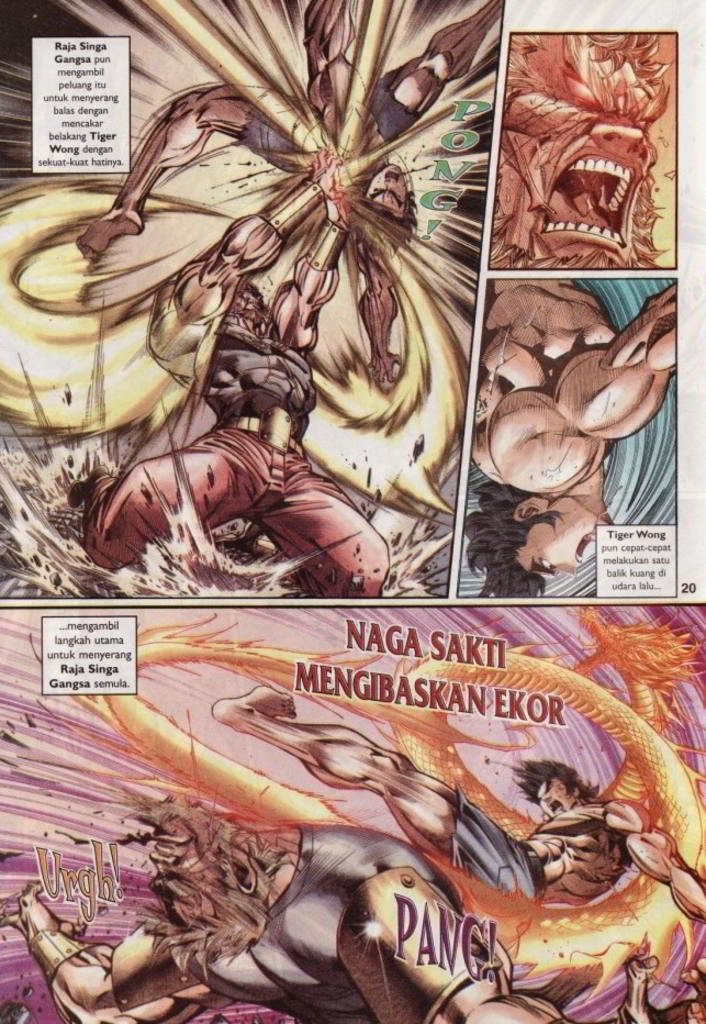 Raja Singa
Gangsa pun
mengambil
peluang itu
untuk menyerang
balas dengan
mencakar
belakang Tiger
Wong dengan
sekuat-kuat hatinya.
PONG!
Tiger Wong
pun cepat-cepat
melakukan satu
balik kuang di
udara lalu...
20
...mengambil
langkah utama
untuk menyerang
Raja Singa
Gangsa semula.
NAGA SAKTI
MENGIBASKAN EKOR
Urgh!
PANG!